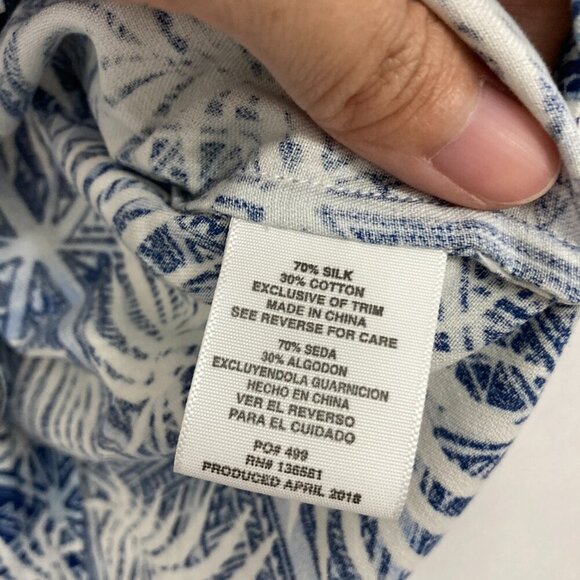 70% SILK
30% COTTON
EXCLUSIVE OF TRIM
MADE IN CHINA
SEE REVERSE FOR CARE
70% SEDA
30% ALGODON
EXCLUYENDOLA GUARNICION
HECHO EN CHINA
VER EL REVERSO
PARA EL CUIDADO
PO# 499
RN# 136561
PRODUCED APRIL 2018